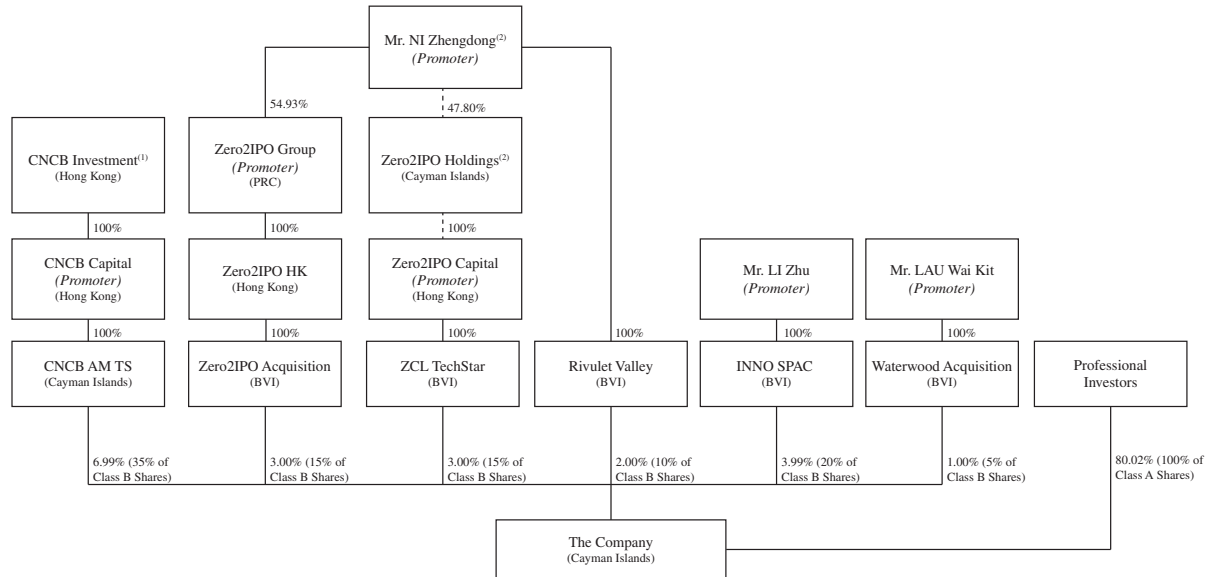 Mr. NI Zhengdong(2)
(Promoter)
54.93%
47.80%
CNCB Investment(1)
(Hong Kong)
Zero2IPO Group
(Promoter)
(PRC)
Zero2IPO Holdings(2)
(Cayman Islands)
100%
100%
100%
CNCB Capital
(Promoter)
(Hong Kong)
Zero2IPO HK
(Hong Kong)
Zero2IPO Capital
(Promoter)
(Hong Kong)
Mr. LI Zhu
(Promoter)
Mr. LAU Wai Kit
(Promoter)
100%
100%
100%
100%
100%
100%
CNCB AM TS
(Cayman Islands)
Zero2IPO Acquisition
(BVI)
ZCL TechStar
(BVI)
Rivulet Valley
(BVI)
INNO SPAC
(BVI)
Waterwood Acquisition
(BVI)
Professional
Investors
6.99% (35% of
Class B Shares)
3.00% (15% of
Class B Shares)
3.00% (15% of
Class B Shares)
2.00% (10% of
Class B Shares)
3.99% (20% of
Class B Shares)
1.00% (5% of
Class B Shares)
80.02% (100% of
Class A Shares)
The Company
(Cayman Islands)